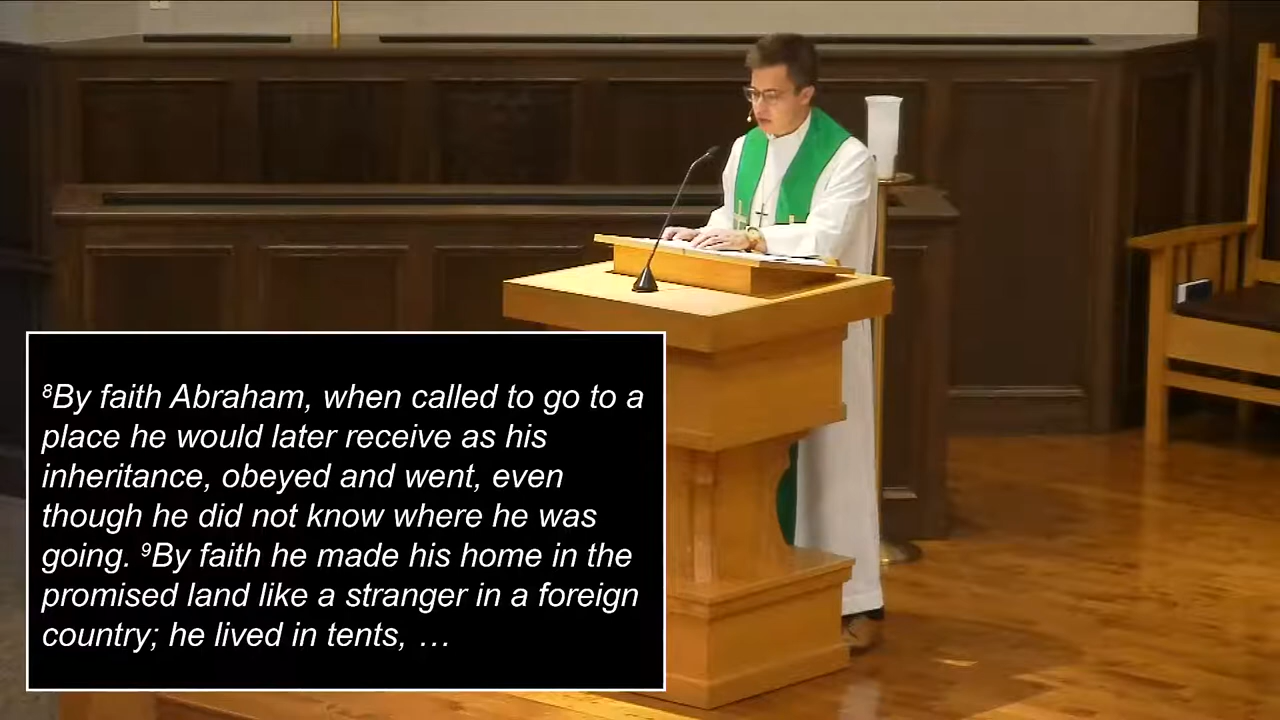 ⁸By faith Abraham, when called to go to a
place he would later receive as his
inheritance, obeyed and went, even
though he did not know where he was
going. ⁹By faith he made his home in the
promised land like a stranger in a foreign
country; he lived in tents, …